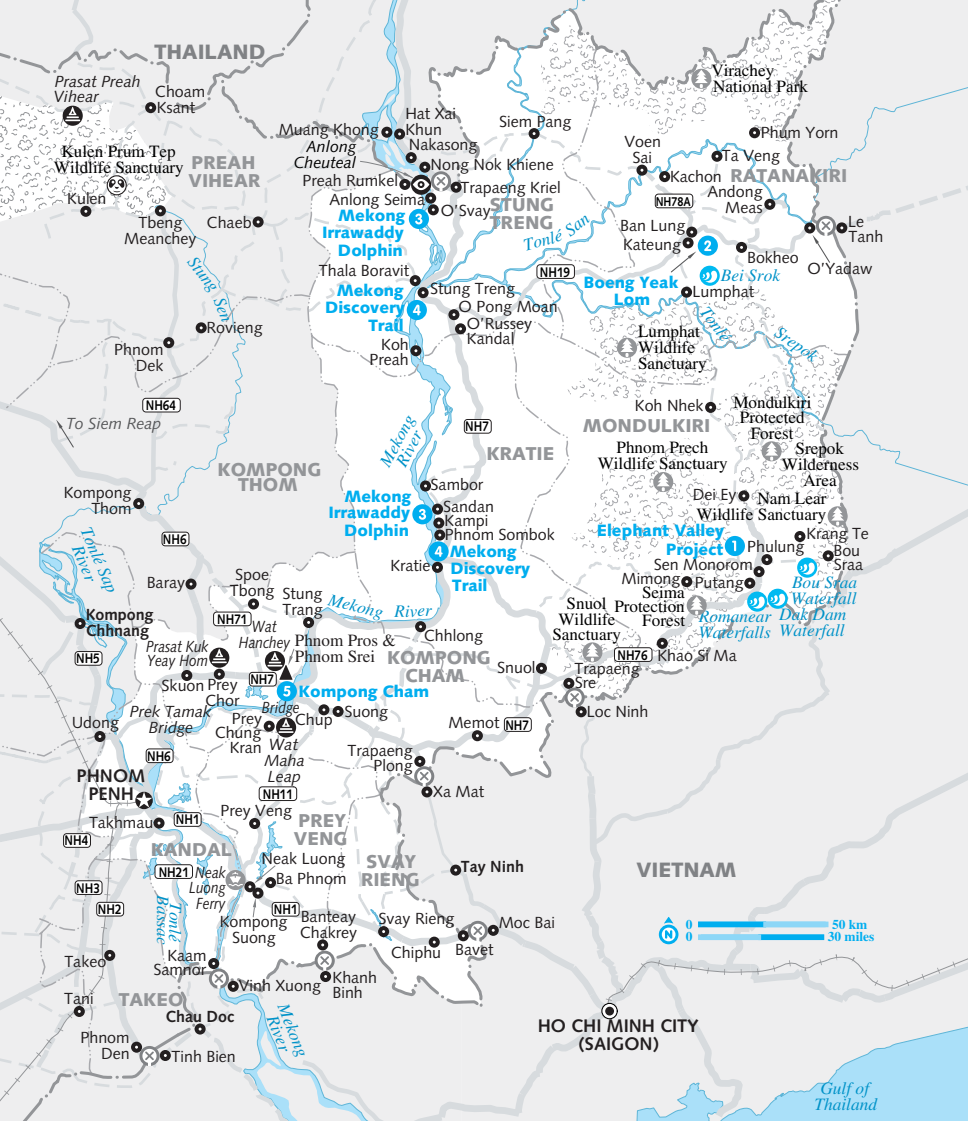 THAILAND
Prasat Preah
Vihear
Choam
Ksant
Kulen Prum Tep
Wildlife Sanctuary
PREAH
VIHEAR
Kulen
Tbeng
Meanchey
Chaeb
Stung Sen
Rovieng
Phnom
Dek
NH64
To Siem Reap
Hat Xai
Khun
Muang Khong
Nakasong
Anlong
Cheuteal
Nong Nok Khiene
Preah Rumkel
Trapaeng Kriel
Anlong Seima
O'Svay
STUNG
TRENG
Mekong
Irrawaddy
Dolphin
3
Siem Pang
Virachey
National Park
Phum Yorn
Voen
Sai
Ta Veng
Kachon
RATANAKIRI
Andong
Meas
NH78A
Tonlé San
Ban Lung
Kateung
2
Le
Tanh
O'Yadaw
Bokheo
NH19
Boeng Yeak
Lom
Bei Srok
Lumphat
Thala Boravit
Stung Treng
Mekong
Discovery
Trail
4
O Pong Moan
O'Russey
Kandal
Koh
Preah
Lumphat
Wildlife
Sanctuary
Tonlé
Srepok
Koh Nhek
Mondulkiri
Protected
Forest
MONDULKIRI
NH7
Mekong
River
KRATIE
Phnom Prech
Wildlife Sanctuary
Srepok
Wilderness
Area
KOMPONG
THOM
Kompong
Thom
Sambor
Dei Ey
Nam Lear
Wildlife Sanctuary
Mekong
Irrawaddy
Dolphin
3
Sandan
Kampi
Phnom Sombok
Elephant Valley
Project
1
Krang Te
Phulung
Bou
Sraa
NH6
Tonlé Sap
River
4
Mekong
Discovery
Trail
Kratie
Sen Monorom
Mimong
Putang
Bou Sraa
Waterfall
Baray
Spoe
Tbong
Stung
Trang
Mekong River
Seima
Protection
Forest
Snuol
Wildlife
Sanctuary
Romanear
Waterfalls
Duk Dam
Waterfall
Kompong
Chhnang
NH71
Wat
Hanchey
Chhlong
Prasat Kuk
Yeay Hom
Phnom Pros &
Phnom Srei
KOMPONG
CHAM
NH76
Khao Si Ma
NH5
Snuol
Trapaeng
Sre
Skuon
Prey
Chor
NH7
5
Kompong Cham
Loc Ninh
Prek Tamak
Bridge
Bridge
Chup
Suong
Udong
Prey
Chung
Kran
Wat
Maha
Leap
Memot
NH7
Trapaeng
Plong
NH6
PHNOM
PENH
Xa Mat
NH11
Takhmau
NH1
Prey Veng
PREY
VENG
NH4
KANDAL
Neak Luong
SVAY
RIENG
NH21
Neak
Luong
Ferry
Ba Phnom
Tay Ninh
VIETNAM
NH3
NH2
Tonlé
Bassac
Kompong
Suong
NH1
Banteay
Chakrey
Svay Rieng
Moc Bai
Chiphu
Bavet
0
50 km
N
0
30 miles
Takeo
Kaam
Samnor
Vinh Xuong
Khanh
Binh
Tani
TAKEO
Chau Doc
Mekong
River
HO CHI MINH CITY
(SAIGON)
Phnom
Den
Tinh Bien
Gulf of
Thailand